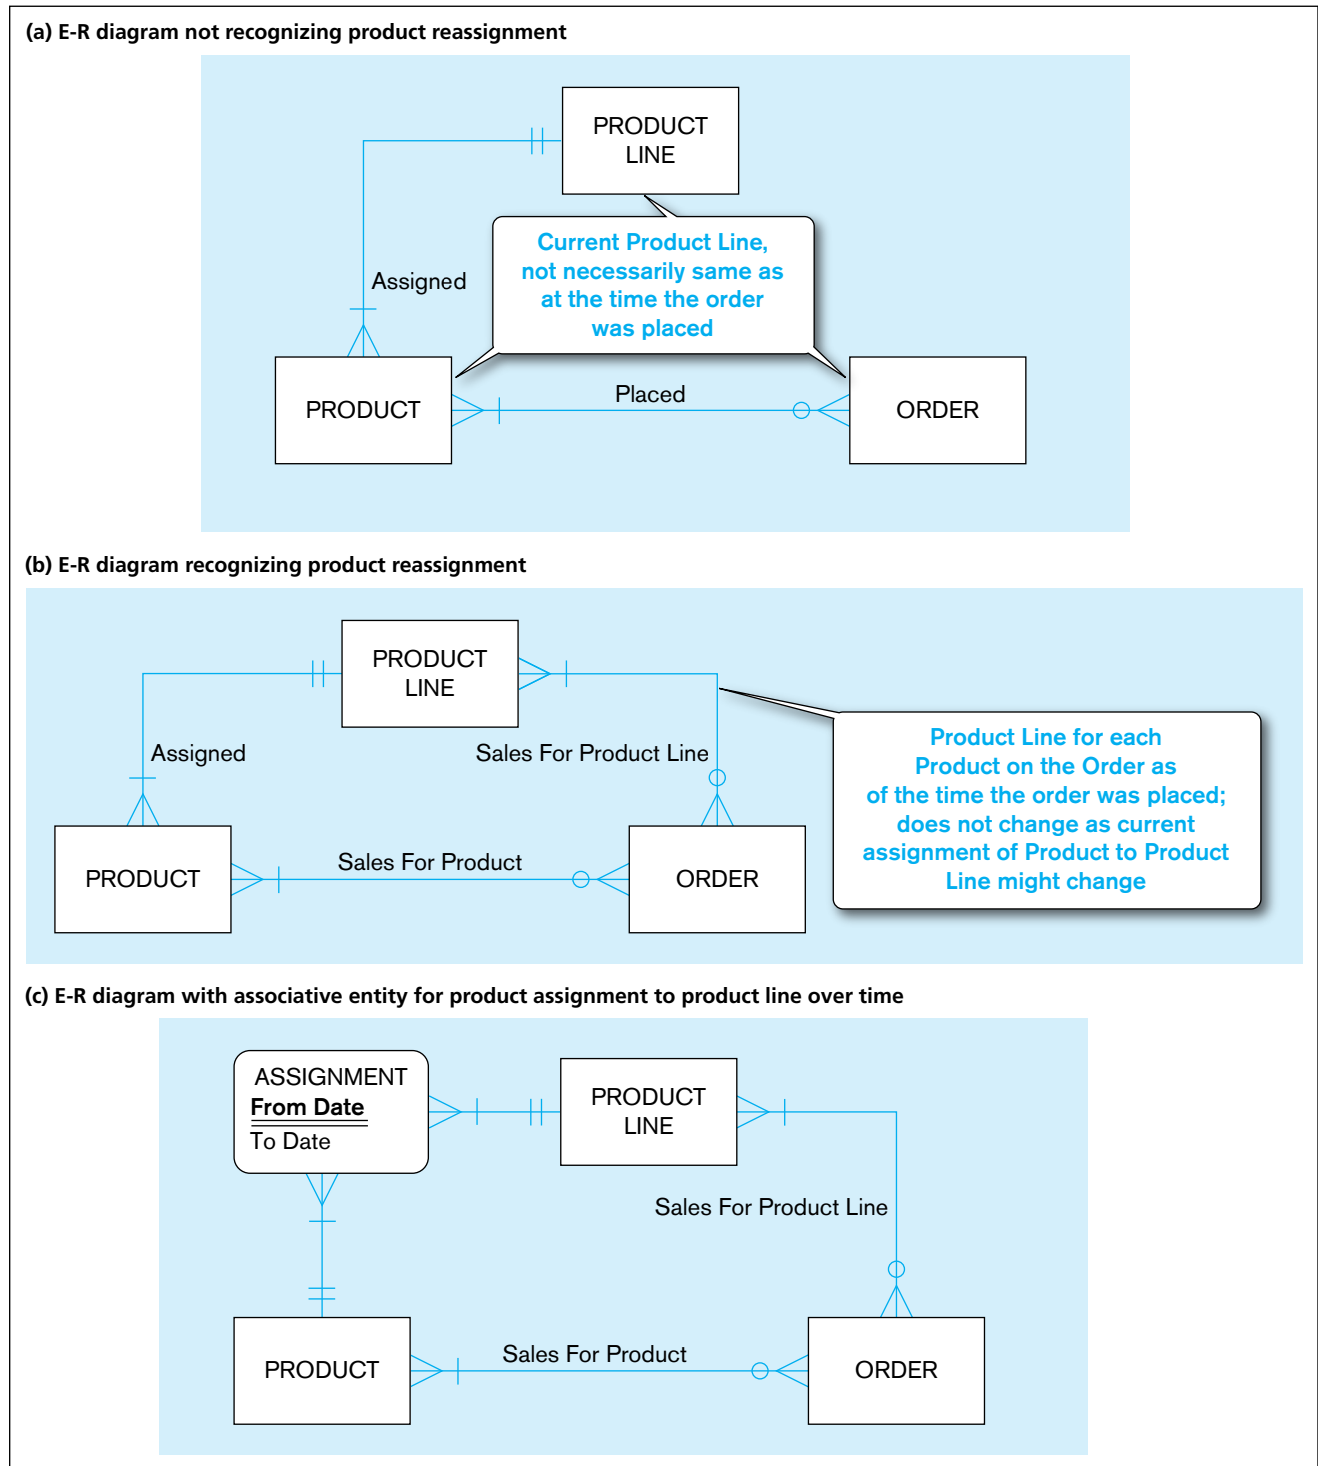 (a) E-R diagram not recognizing product reassignment
PRODUCT
LINE
Current Product Line,
not necessarily same as
at the time the order
was placed
Assigned
PRODUCT
Placed
ORDER
(b) E-R diagram recognizing product reassignment
PRODUCT
LINE
Assigned
Sales For Product Line
Product Line for each
Product on the Order as
of the time the order was placed;
does not change as current
assignment of Product to Product
Line might change
PRODUCT
Sales For Product
ORDER
(c) E-R diagram with associative entity for product assignment to product line over time
ASSIGNMENT
From Date
To Date
PRODUCT
LINE
Sales For Product Line
PRODUCT
Sales For Product
ORDER